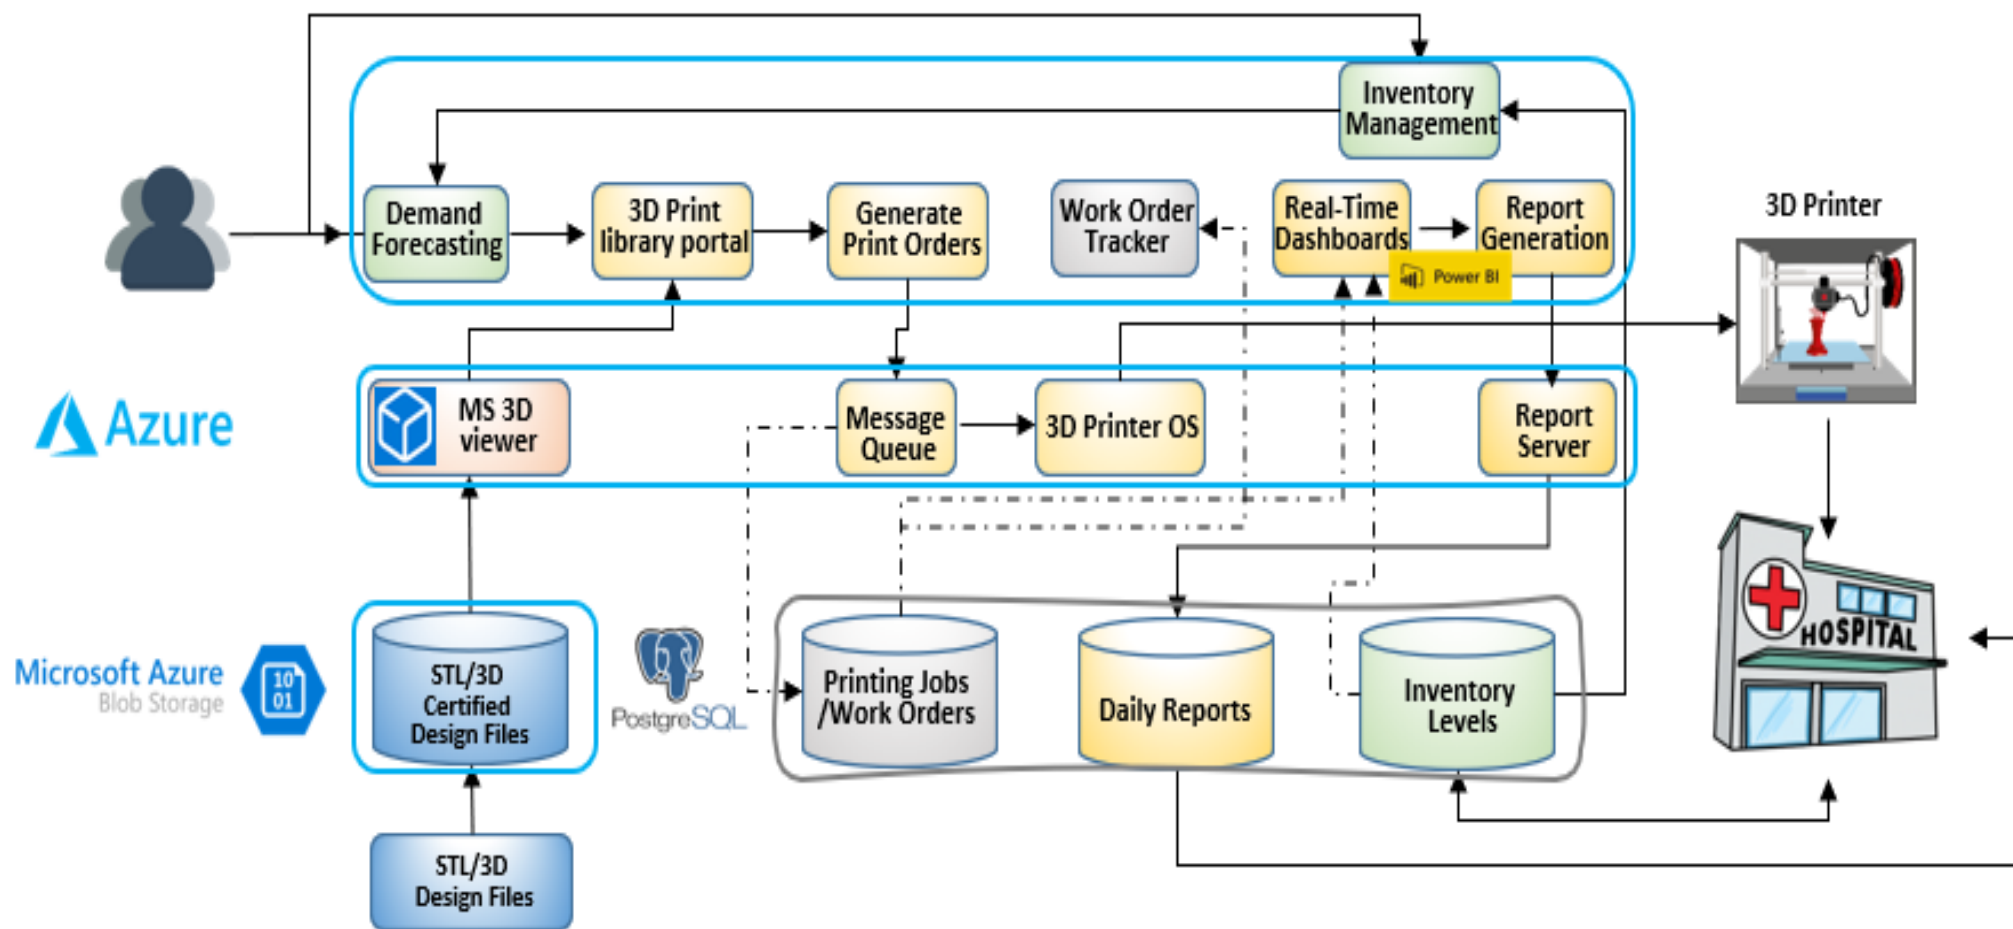 Inventory
Management
Demand
Forecasting
3D Print
library portal
Generate
Print Orders
Work Order
Tracker
Real-Time
Dashboards
Report
Generation
Power BI
3D Printer
Azure
MS 3D
viewer
Message
Queue
3D Printer OS
Report
Server
Microsoft Azure
Blob Storage
10
01
STL/3D
Certified
Design Files
PostgreSQL
Printing Jobs
/Work Orders
Daily Reports
Inventory
Levels
HOSPITAL
STL/3D
Design Files